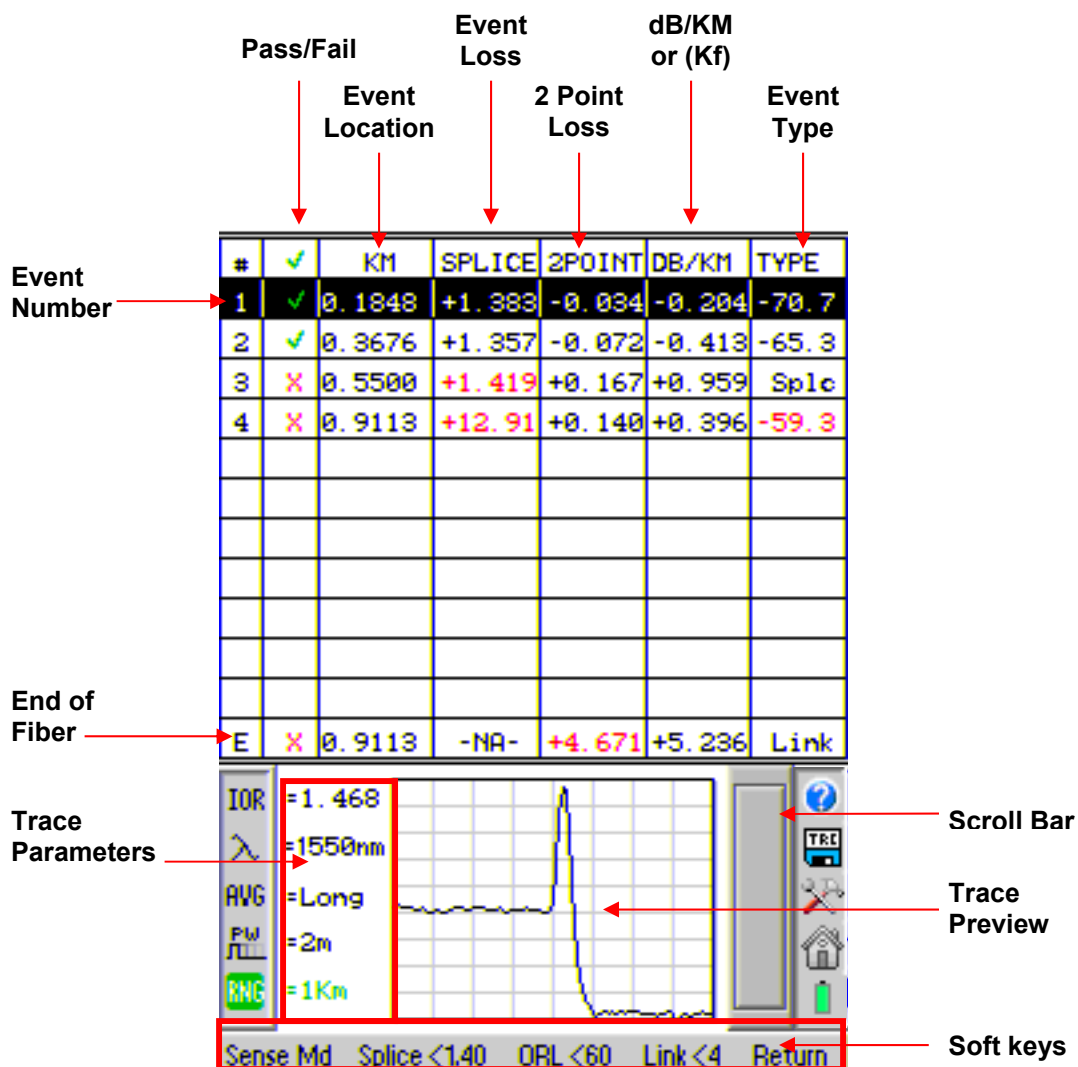 Pass/Fail
Event
Loss
dB/KM
or (Kf)
Event
Location
2 Point
Loss
Event
Type
# ✓ KM SPLICE 2POINT DB/KM TYPE
Event
Number
1 ✓ 0.1848 +1.383 -0.034 -0.204 -70.7
2 ✓ 0.3676 +1.357 -0.072 -0.413 -65.3
3 X 0.5500 +1.419 +0.167 +0.959 Splc
4 X 0.9113 +12.91 +0.140 +0.396 -59.3
End of
Fiber
E X 0.9113 -NA- +4.671 +5.236 Link
Trace
Parameters
IOR =1.468
λ =1550nm
AVG =Long
PW =2m
RNG =1Km
TRC
Scroll Bar
Trace
Preview
Sense Md Splice <1.40 ORL <60 Link <4 Return
Soft keys